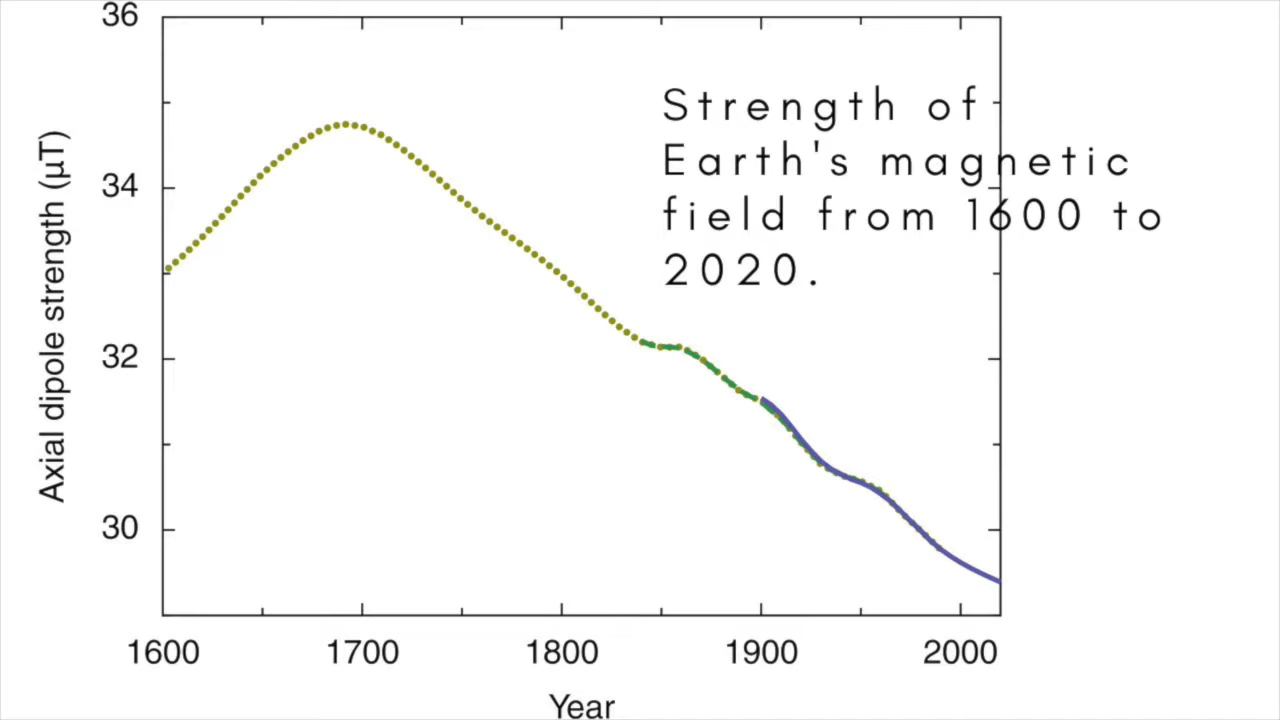 36
Strength of
Earth's magnetic
field from 1600 to
2020.
34
32
30
Axial dipole strength (μT)
1600 1700 1800 1900 2000
Year